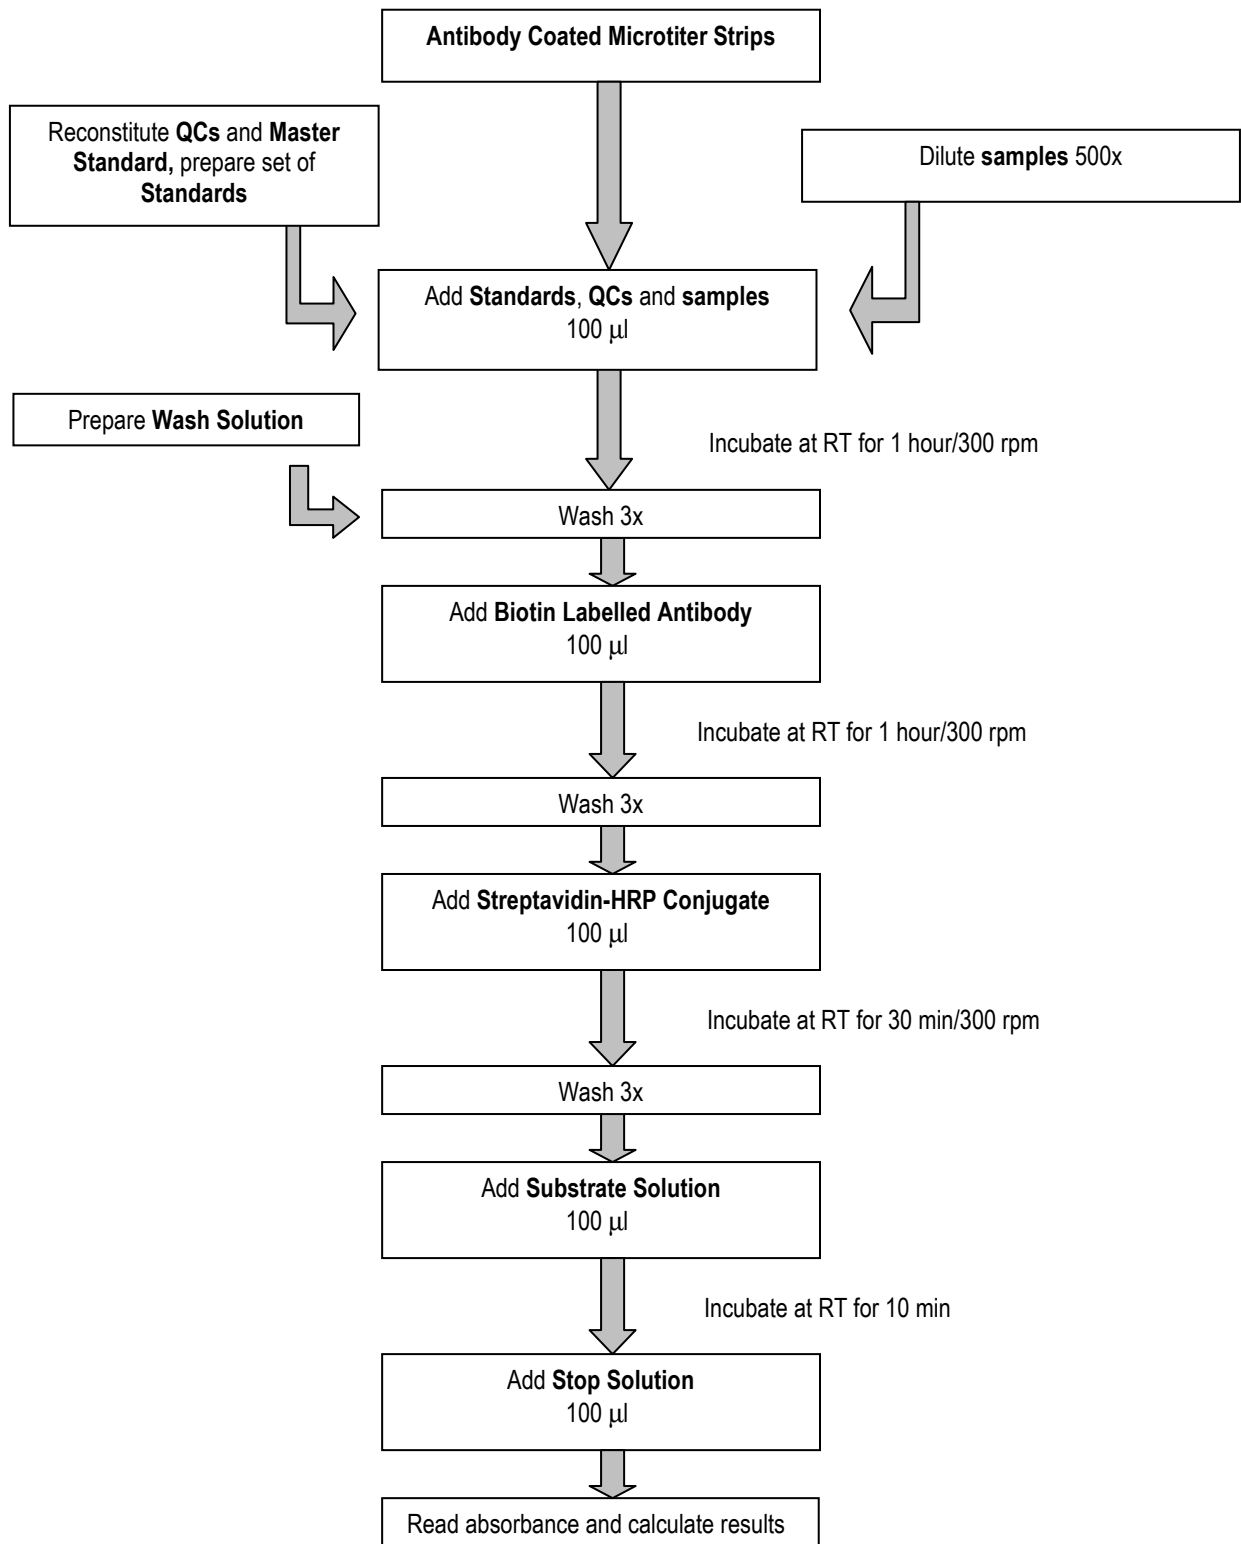 Antibody Coated Microtiter Strips
Reconstitute QCs and Master
Standard, prepare set of
Standards
Dilute samples 500x
Add Standards, QCs and samples
100 μl
Prepare Wash Solution
Incubate at RT for 1 hour/300 rpm
Wash 3x
Add Biotin Labelled Antibody
100 μl
Incubate at RT for 1 hour/300 rpm
Wash 3x
Add Streptavidin-HRP Conjugate
100 μl
Incubate at RT for 30 min/300 rpm
Wash 3x
Add Substrate Solution
100 μl
Incubate at RT for 10 min
Add Stop Solution
100 μl
Read absorbance and calculate results